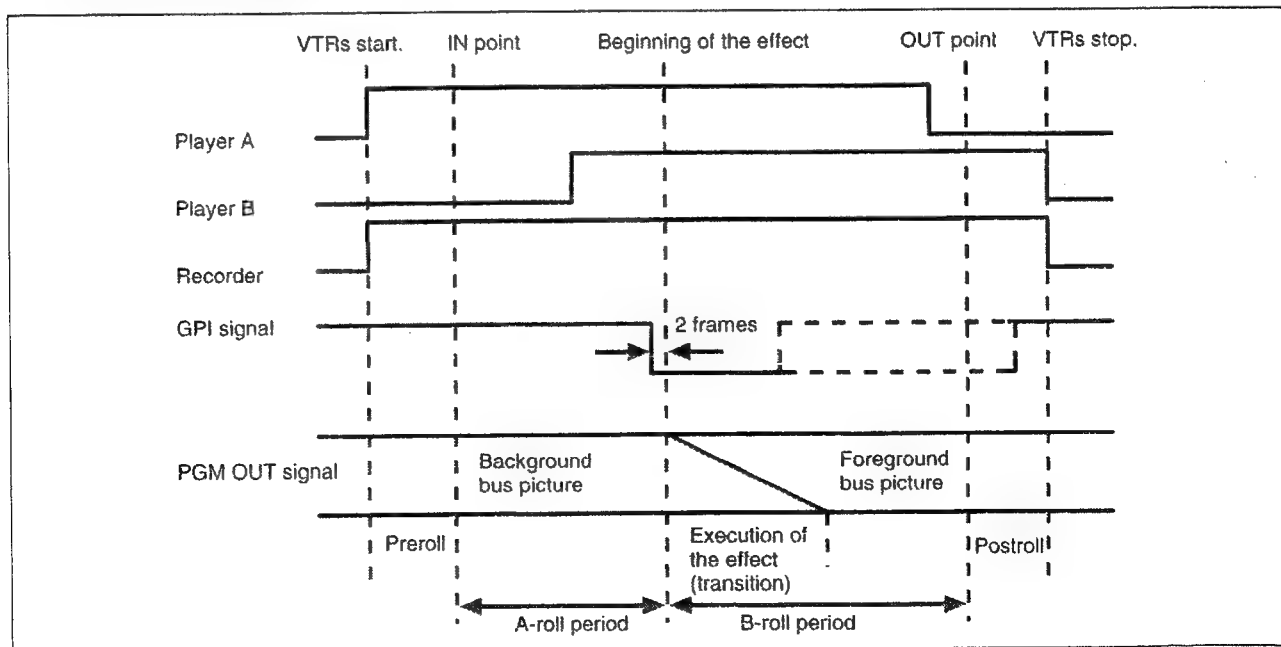 VTRs start. IN point Beginning of the effect OUT point VTRs stop.
Player A
Player B
Recorder
GPI signal
2 frames
PGM OUT signal
Background
bus picture
Foreground
bus picture
Preroll
Execution of
the effect
(transition)
Postroll
A-roll period
B-roll period